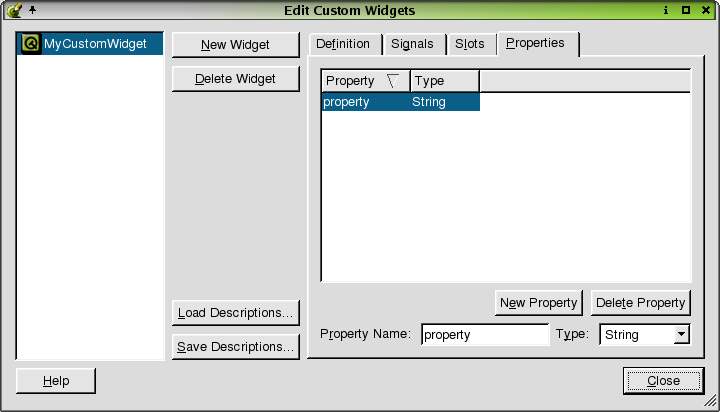 Edit Custom Widgets
MyCustomWidget
New Widget
Delete Widget
Load Descriptions...
Save Descriptions...
Definition Signals Slots Properties
Property Type
property String
New Property Delete Property
Property Name: property Type: String
Help
Close